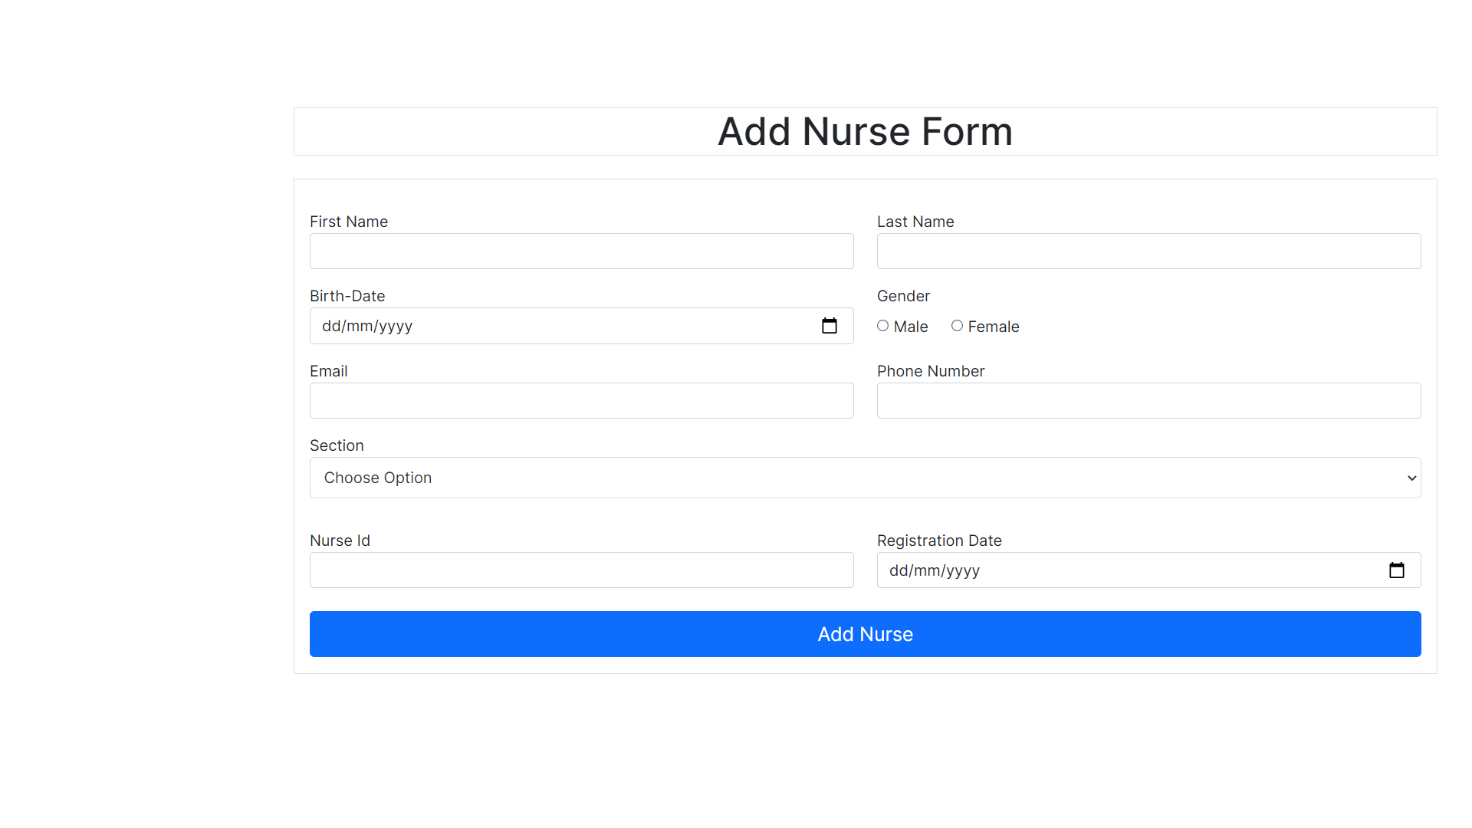 Add Nurse Form
First Name Last Name
Birth-Date Gender
dd/mm/yyyy Male Female
Email Phone Number
Section
Choose Option
Nurse Id Registration Date
dd/mm/yyyy
Add Nurse